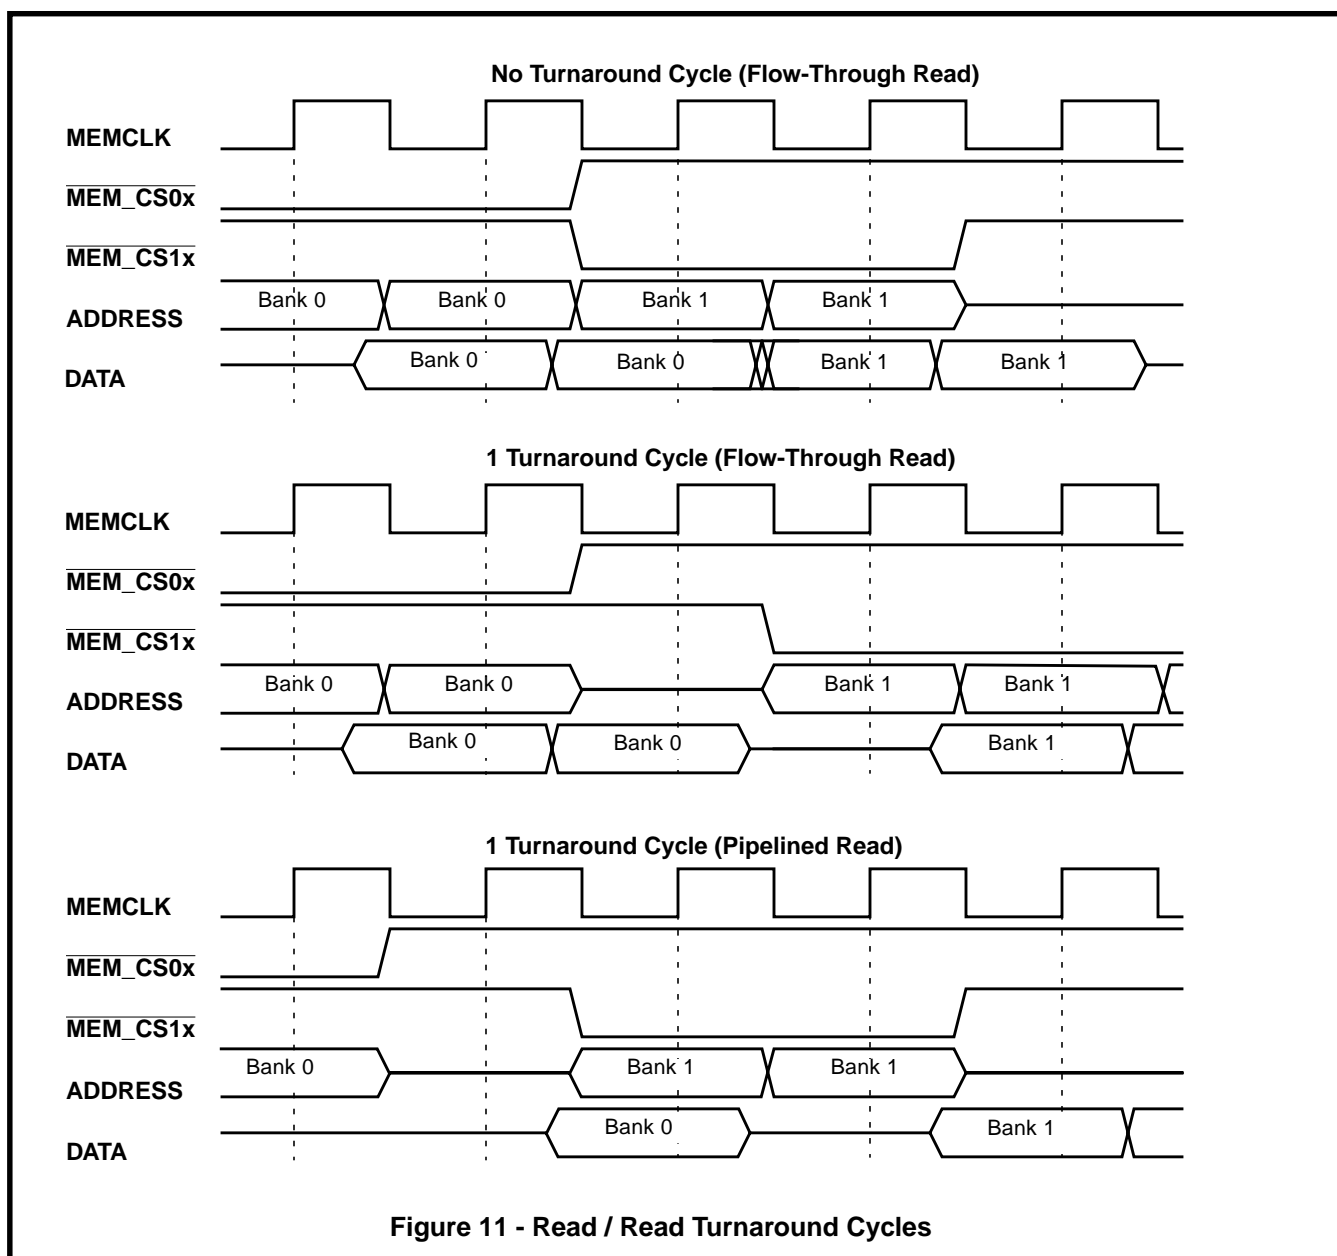 No Turnaround Cycle (Flow-Through Read)
MEMCLK
MEM_CS0x
MEM_CS1x
ADDRESS Bank 0 Bank 0 Bank 1 Bank 1
DATA Bank 0 Bank 0 Bank 1 Bank 1
1 Turnaround Cycle (Flow-Through Read)
MEMCLK
MEM_CS0x
MEM_CS1x
ADDRESS Bank 0 Bank 0 Bank 1 Bank 1
DATA Bank 0 Bank 0 Bank 1
1 Turnaround Cycle (Pipelined Read)
MEMCLK
MEM_CS0x
MEM_CS1x
ADDRESS Bank 0 Bank 1 Bank 1
DATA Bank 0 Bank 1
Figure 11 - Read / Read Turnaround Cycles